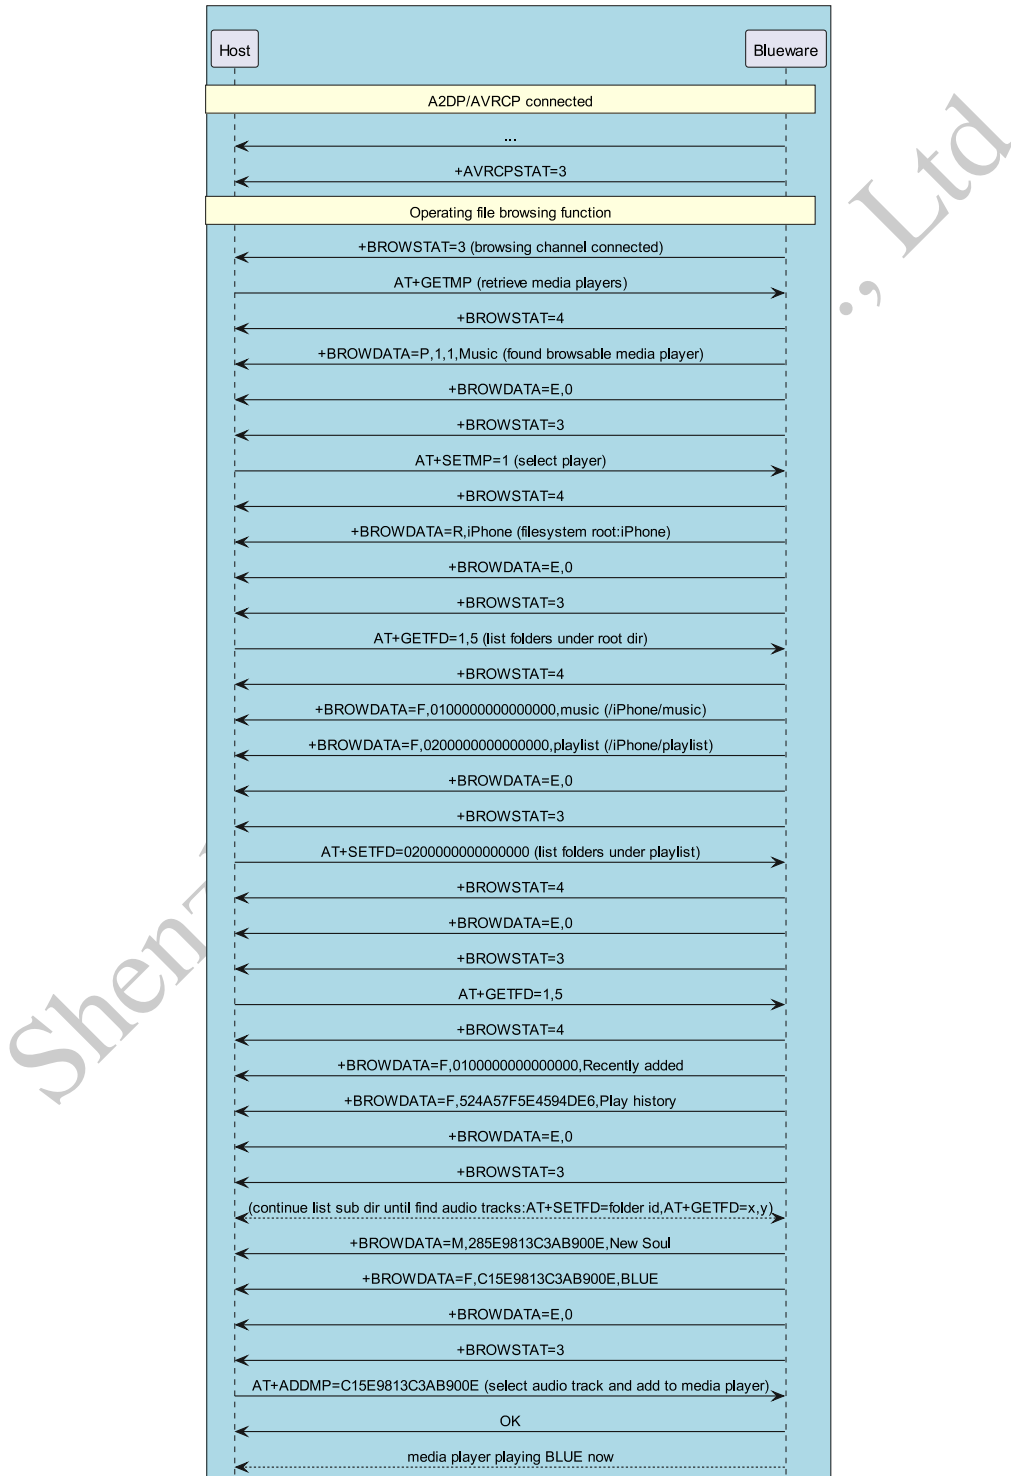 Host
Blueware
A2DP/AVRCP connected
...
+AVRCPSTAT=3
Operating file browsing function
+BROWSTAT=3 (browsing channel connected)
AT+GETMP (retrieve media players)
+BROWSTAT=4
+BROWDATA=P,1,1,Music (found browsable media player)
+BROWDATA=E,0
+BROWSTAT=3
AT+SETMP=1 (select player)
+BROWSTAT=4
+BROWDATA=R,iPhone (filesystem root:iPhone)
+BROWDATA=E,0
+BROWSTAT=3
AT+GETFD=1,5 (list folders under root dir)
+BROWSTAT=4
+BROWDATA=F,0100000000000000,music (/iPhone/music)
+BROWDATA=F,0200000000000000,playlist (/iPhone/playlist)
+BROWDATA=E,0
+BROWSTAT=3
AT+SETFD=0200000000000000 (list folders under playlist)
+BROWSTAT=4
+BROWDATA=E,0
+BROWSTAT=3
AT+GETFD=1,5
+BROWSTAT=4
+BROWDATA=F,0100000000000000,Recently added
+BROWDATA=F,524A57F5E4594DE6,Play history
+BROWDATA=E,0
+BROWSTAT=3
(continue list sub dir until find audio tracks:AT+SETFD=folder id,AT+GETFD=x,y)
+BROWDATA=M,285E9813C3AB900E,New Soul
+BROWDATA=F,C15E9813C3AB900E,BLUE
+BROWDATA=E,0
+BROWSTAT=3
AT+ADDMP=C15E9813C3AB900E (select audio track and add to media player)
OK
media player playing BLUE now
., Ltd